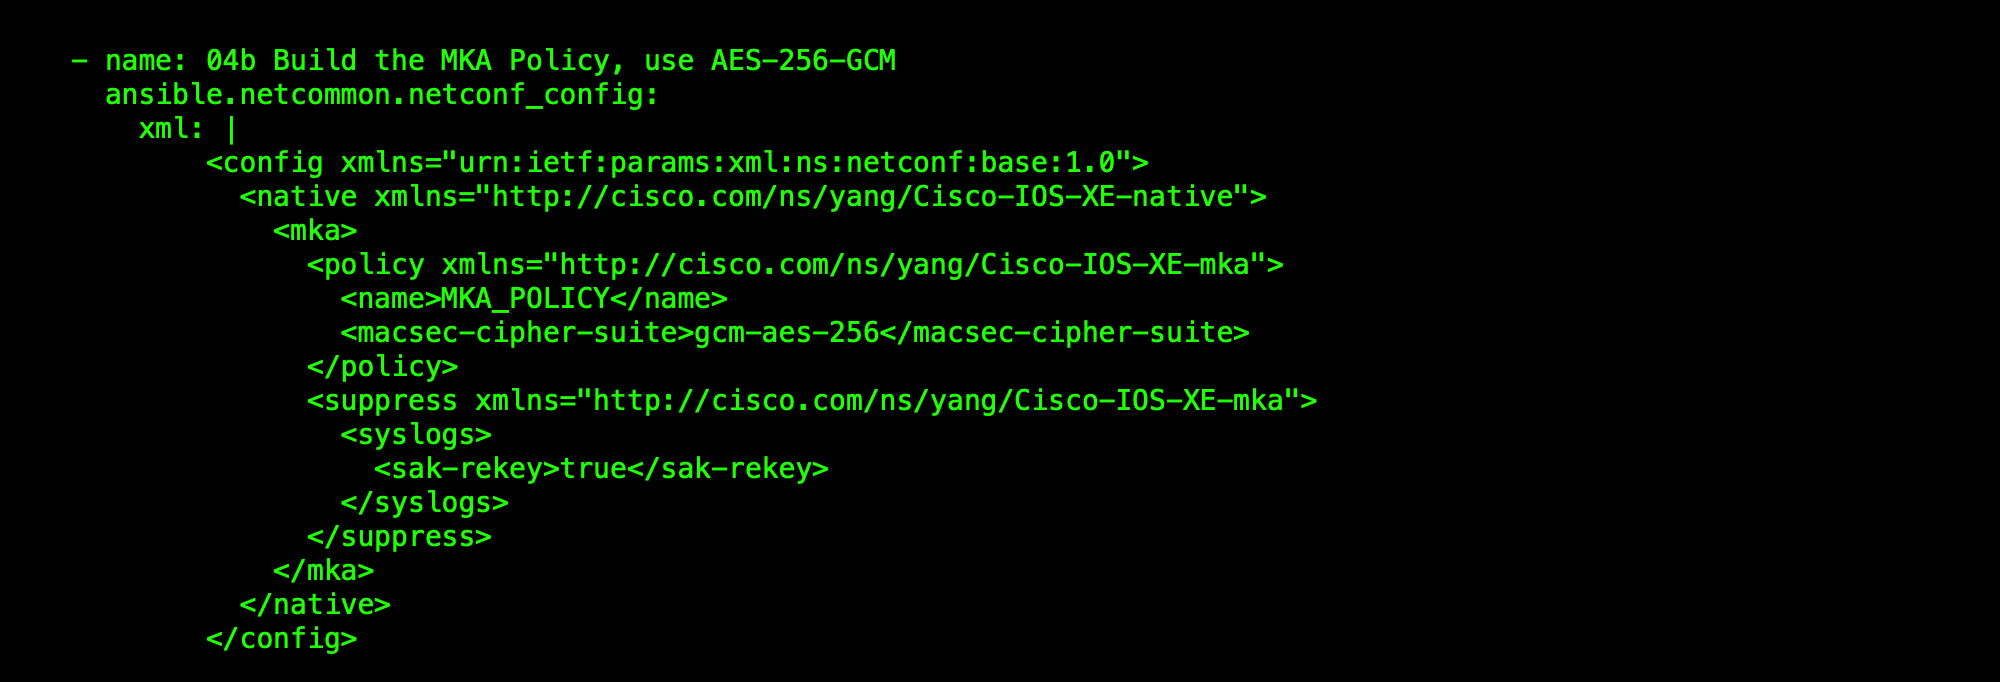 - name: 04b Build the MKA Policy, use AES-256-GCM
  ansible.netcommon.netconf_config:
    xml: |
        <config xmlns="urn:ietf:params:xml:ns:netconf:base:1.0">
          <native xmlns="http://cisco.com/ns/yang/Cisco-IOS-XE-native">
            <mka>
              <policy xmlns="http://cisco.com/ns/yang/Cisco-IOS-XE-mka">
                <name>MKA_POLICY</name>
                <macsec-cipher-suite>gcm-aes-256</macsec-cipher-suite>
              </policy>
              <suppress xmlns="http://cisco.com/ns/yang/Cisco-IOS-XE-mka">
                <syslogs>
                  <sak-rekey>true</sak-rekey>
                </syslogs>
              </suppress>
            </mka>
          </native>
        </config>